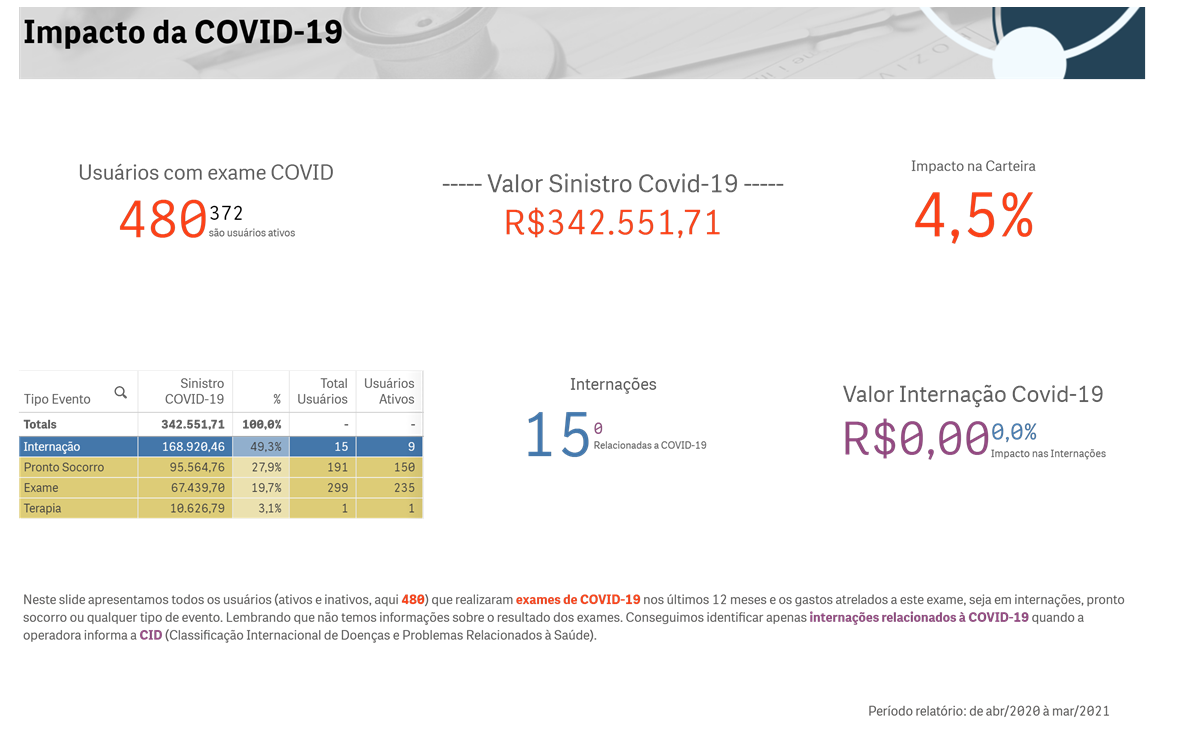 Impacto da COVID-19
Usuários com exame COVID
480 372
são usuários ativos
----- Valor Sinistro Covid-19 -----
R$342.551,71
Impacto na Carteira
4,5%
Tipo Evento Sinistro COVID-19 % Total Usuários Usuários Ativos
Totals 342.551,71 100,0% - -
Internação 168.920,46 49,3% 15 9
Pronto Socorro 95.564,76 27,9% 191 150
Exame 67.439,70 19,7% 299 235
Terapia 10.626,79 3,1% 1 1
Internações
15 0
Relacionadas a COVID-19
Valor Internação Covid-19
R$0,00 0,0%
Impacto nas Internações
Neste slide apresentamos todos os usuários (ativos e inativos, aqui 480) que realizaram exames de COVID-19 nos últimos 12 meses e os gastos atrelados a este exame, seja em internações, pronto
socorro ou qualquer tipo de evento. Lembrando que não temos informações sobre o resultado dos exames. Conseguimos identificar apenas internações relacionados à COVID-19 quando a
operadora informa a CID (Classificação Internacional de Doenças e Problemas Relacionados à Saúde).
Período relatório: de abr/2020 à mar/2021